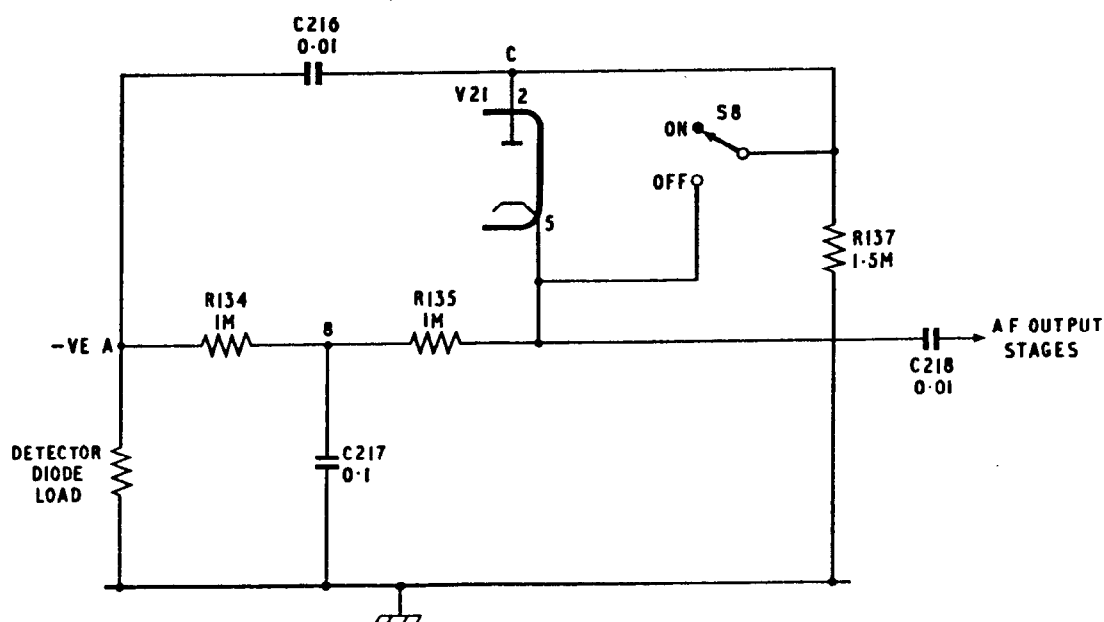 C216
0·01
C
V21
2
S8
ON
OFF
5
R137
1·5M
R134
1M
B
R135
1M
-VE A
AF OUTPUT
STAGES
C218
0·01
DETECTOR
DIODE
LOAD
C217
0·1